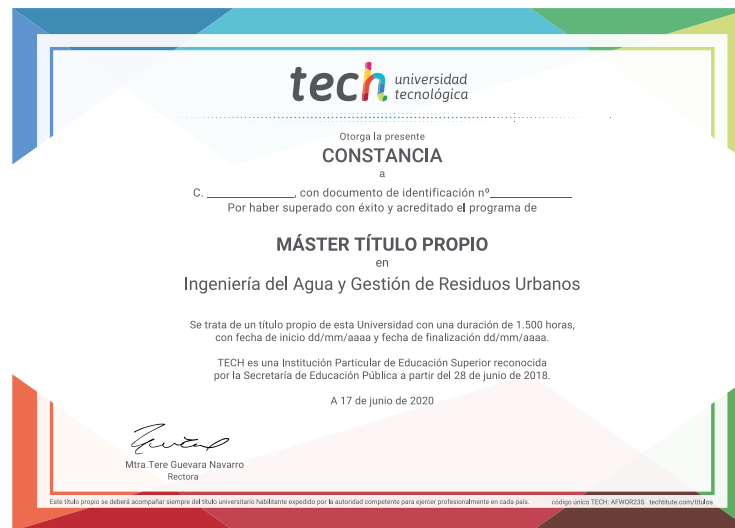 tech universidad
tecnológica
Otorga la presente
CONSTANCIA
a
C. ______________, con documento de identificación nº_____________
Por haber superado con éxito y acreditado el programa de
MÁSTER TÍTULO PROPIO
en
Ingeniería del Agua y Gestión de Residuos Urbanos
Se trata de un título propio de esta Universidad con una duración de 1.500 horas,
con fecha de inicio dd/mm/aaaa y fecha de finalización dd/mm/aaaa.
TECH es una Institución Particular de Educación Superior reconocida
por la Secretaría de Educación Pública a partir del 28 de junio de 2018.
A 17 de junio de 2020
Mtra. Tere Guevara Navarro
Rectora
Este título propio se deberá acompañar siempre del título universitario habilitante expedido por la autoridad competente para ejercer profesionalmente en cada país. código único TECH: AFWOR23S techtitute.com/titulos